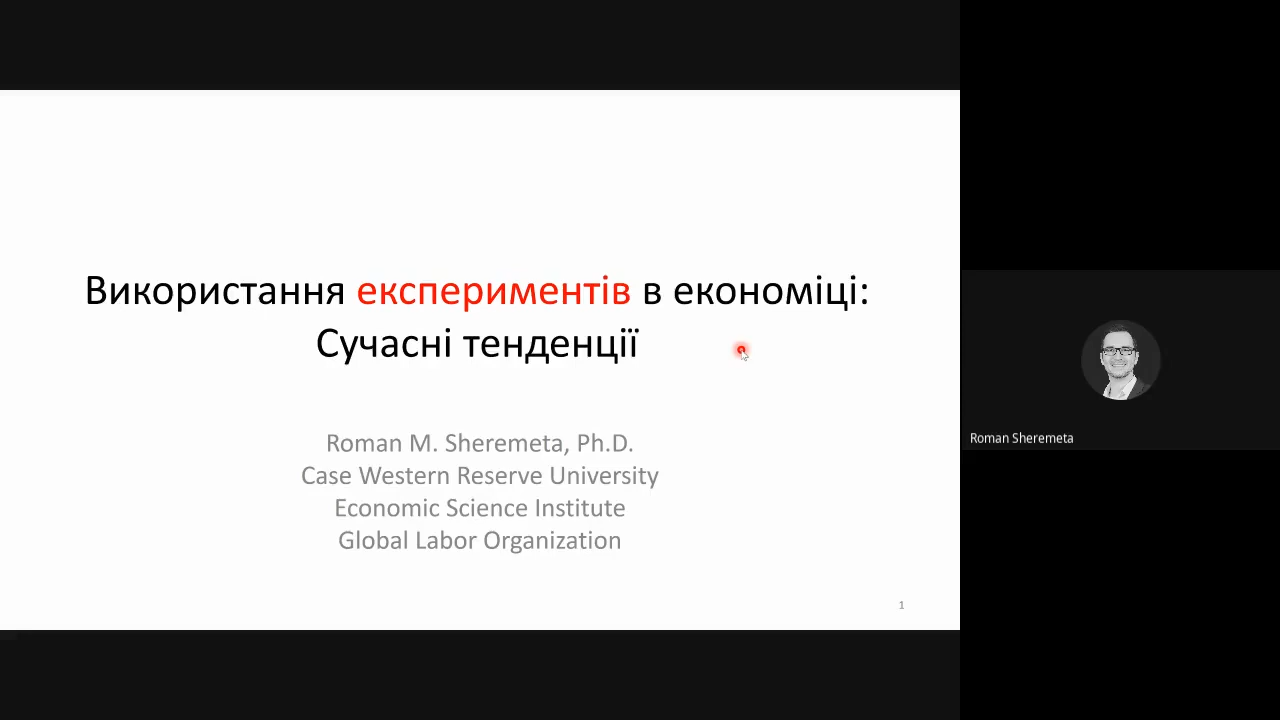 Використання експериментів в економіці:
Сучасні тенденції
Roman M. Sheremeta, Ph.D.
Case Western Reserve University
Economic Science Institute
Global Labor Organization
1
Roman Sheremeta